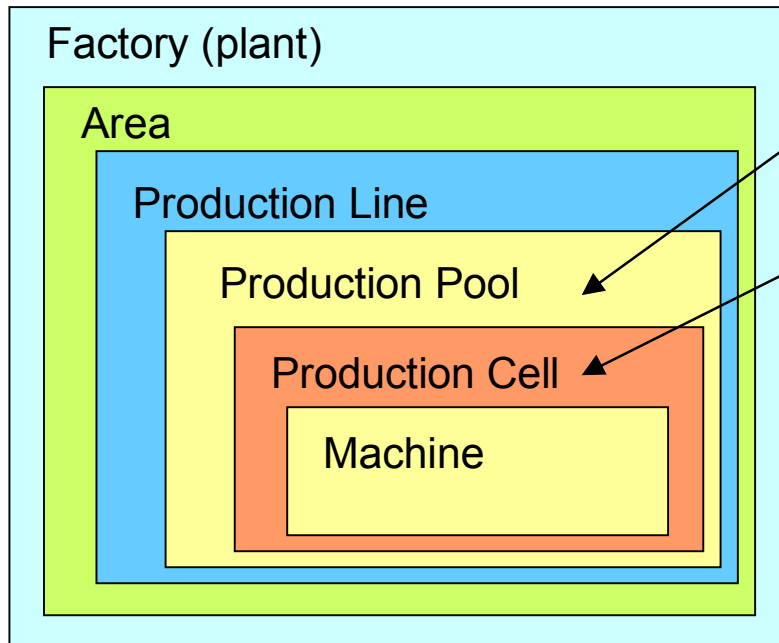 Factory (plant)
Area
Production Line
Production Pool
Production Cell
Machine